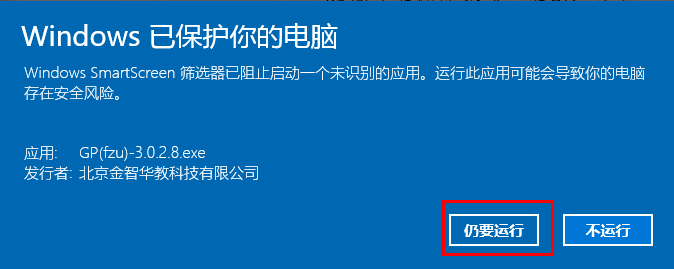 Windows 已保护你的电脑
Windows SmartScreen 筛选器已阻止启动一个未识别的应用。运行此应用可能会导致你的电脑
存在安全风险。
应用: GP(fzu)-3.0.2.8.exe
发行者: 北京金智华教科技有限公司
仍要运行 不运行